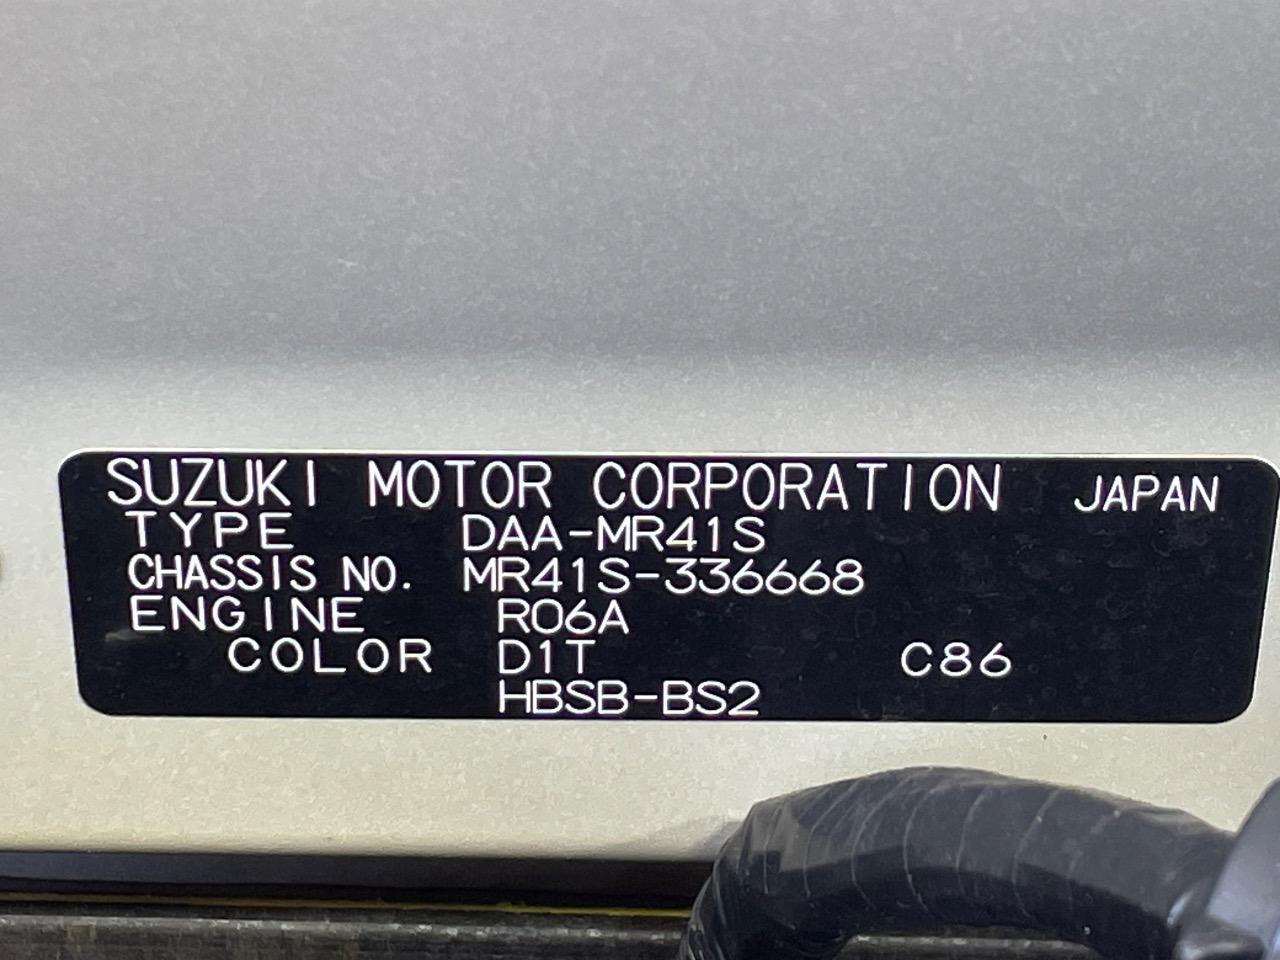 SUZUKI MOTOR CORPORATION JAPAN
TYPE DAA-MR41S
CHASSIS NO. MR41S-336668
ENGINE R06A
COLOR D1T C86
HBSB-BS2